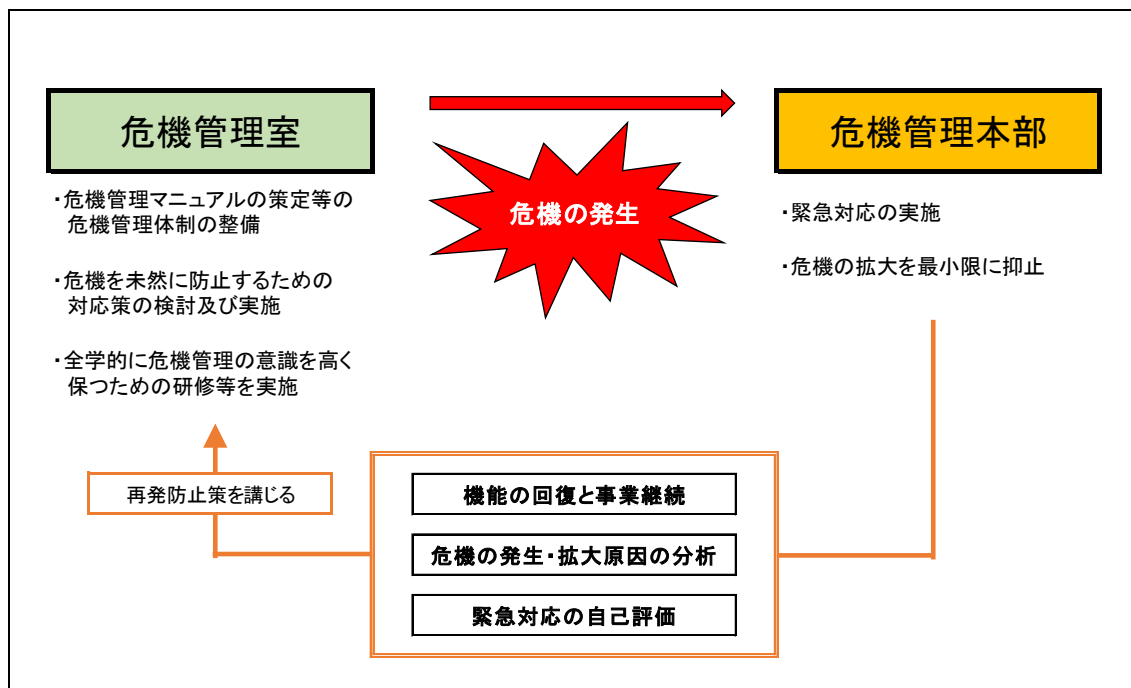 危機管理室
危機管理本部
危機の発生
・危機管理マニュアルの策定等の
危機管理体制の整備
・危機を未然に防止するための
対応策の検討及び実施
・全学的に危機管理の意識を高く
保つための研修等を実施
・緊急対応の実施
・危機の拡大を最小限に抑止
再発防止策を講じる
機能の回復と事業継続
危機の発生・拡大原因の分析
緊急対応の自己評価